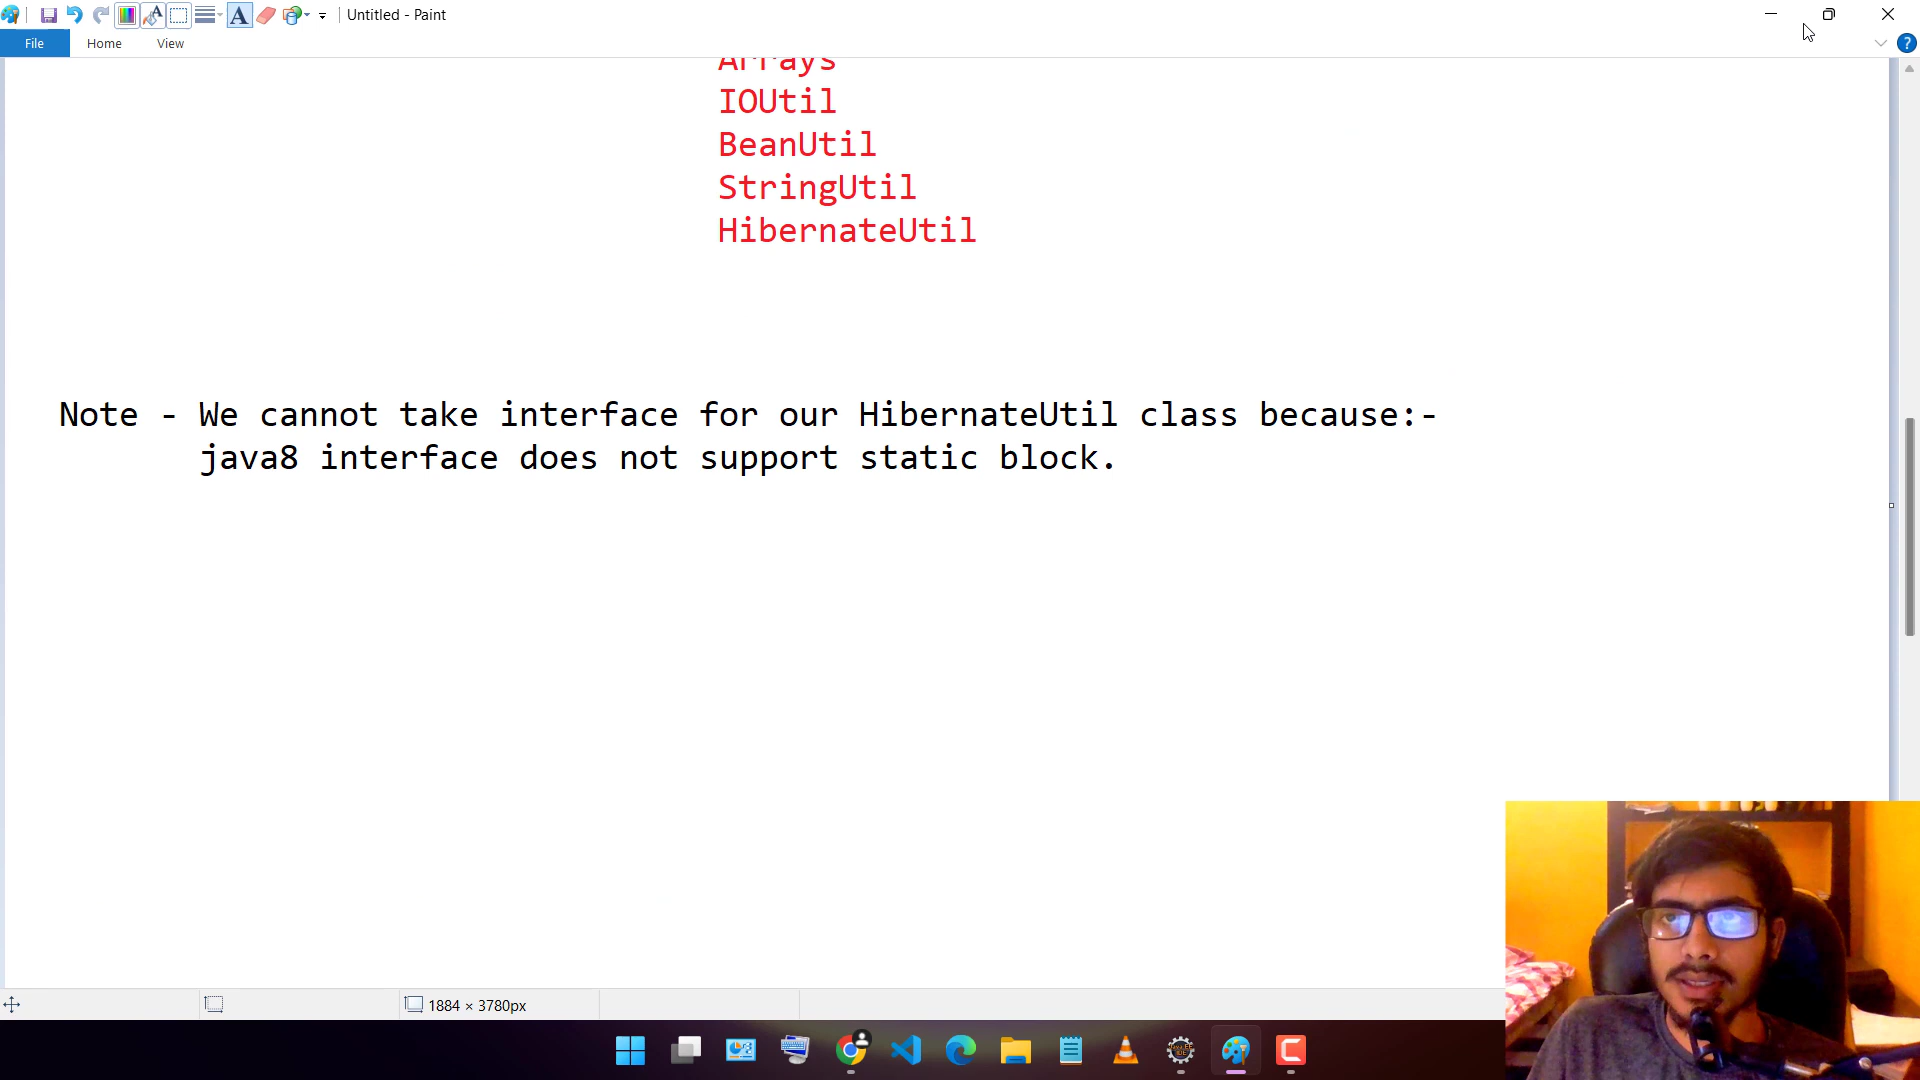 Untitled - Paint
File Home View
Arrays
IOUtil
BeanUtil
StringUtil
HibernateUtil
Note - We cannot take interface for our HibernateUtil class because:-
java8 interface does not support static block.
1884 × 3780px